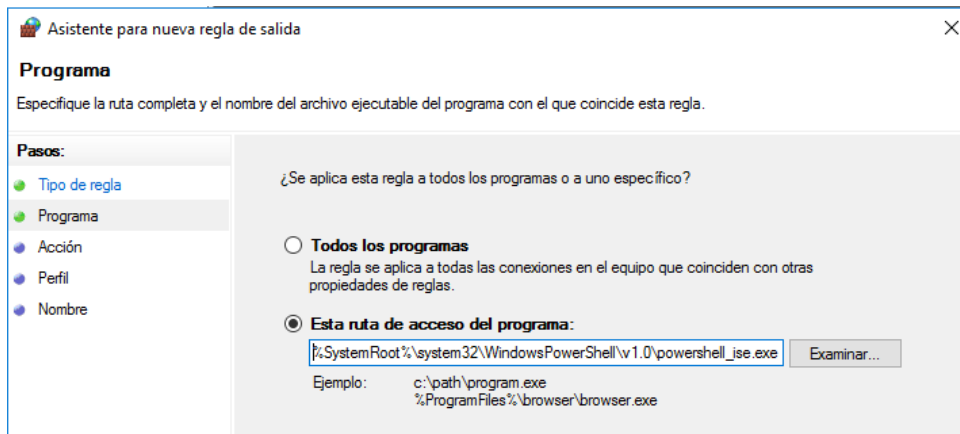 Asistente para nueva regla de salida
Programa
Especifique la ruta completa y el nombre del archivo ejecutable del programa con el que coincide esta regla.
Pasos:
Tipo de regla
Programa
Acción
Perfil
Nombre
¿Se aplica esta regla a todos los programas o a uno específico?
Todos los programas
La regla se aplica a todas las conexiones en el equipo que coinciden con otras
propiedades de reglas.
Esta ruta de acceso del programa:
%SystemRoot%\system32\WindowsPowerShell\v1.0\powershell_ise.exe
Examinar...
Ejemplo: c:\path\program.exe
%ProgramFiles%\browser\browser.exe